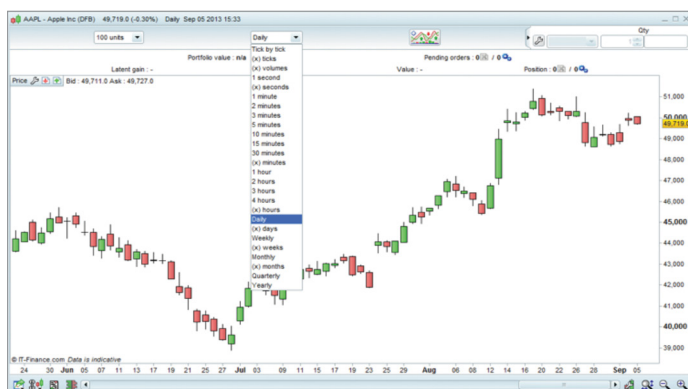 AAPL - Apple Inc (DFB) 49,719.0 (-0.30%) Daily Sep 05 2013 15:33
100 units
Daily
Qty
Portfolio value : n/a
Pending orders : 0 / 0
Latent gain : -
Value : -
Position : 0 / 0
Price
Bid : 49,711.0 Ask : 49,727.0
Tick by tick
(x) ticks
(x) volumes
1 second
(x) seconds
1 minute
2 minutes
3 minutes
5 minutes
10 minutes
15 minutes
30 minutes
(x) minutes
1 hour
2 hours
3 hours
4 hours
(x) hours
Daily
(x) days
Weekly
(x) weeks
Monthly
(x) months
Quarterly
Yearly
51,000
50,000
49,719.0
49,000
48,000
47,000
46,000
45,000
44,000
43,000
42,000
41,000
40,000
39,000
© IT-Finance.com Data is indicative
24 30 Jun 05 07 11 13 17 19 21 25 27 Jul 03 09 11 15 17 19 23 25 29 Aug 06 08 12 14 16 20 22 26 28 Sep 05